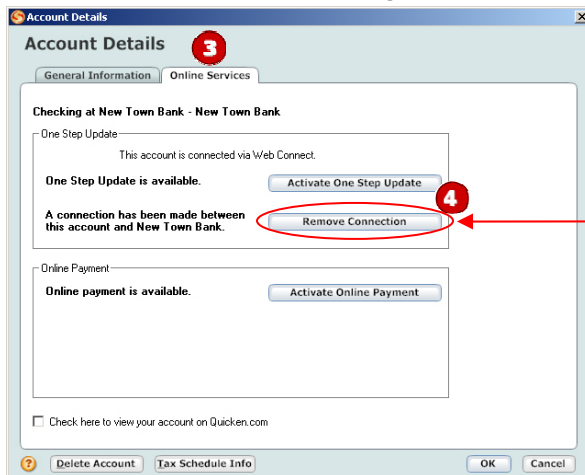 Account Details
Account Details
3
General Information
Online Services
Checking at New Town Bank - New Town Bank
One Step Update
This account is connected via Web Connect.
One Step Update is available.
Activate One Step Update
4
A connection has been made between
this account and New Town Bank.
Remove Connection
Online Payment
Online payment is available.
Activate Online Payment
Check here to view your account on Quicken.com
? Delete Account Tax Schedule Info OK Cancel